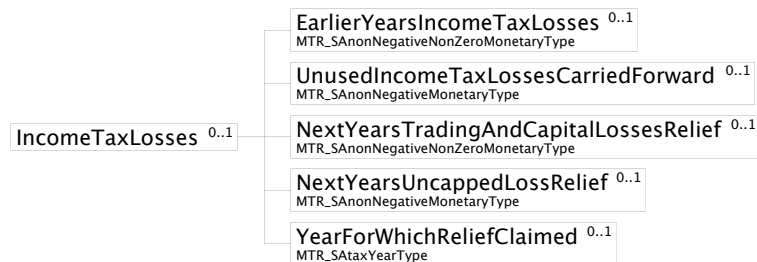 EarlierYearsIncomeTaxLosses 0..1
MTR_SAnonNegativeNonZeroMonetaryType
UnusedIncomeTaxLossesCarriedForward 0..1
MTR_SAnonNegativeMonetaryType
IncomeTaxLosses 0..1
NextYearsTradingAndCapitalLossesRelief 0..1
MTR_SAnonNegativeNonZeroMonetaryType
NextYearsUncappedLossRelief 0..1
MTR_SAnonNegativeMonetaryType
YearForWhichReliefClaimed 0..1
MTR_SAtaxYearType